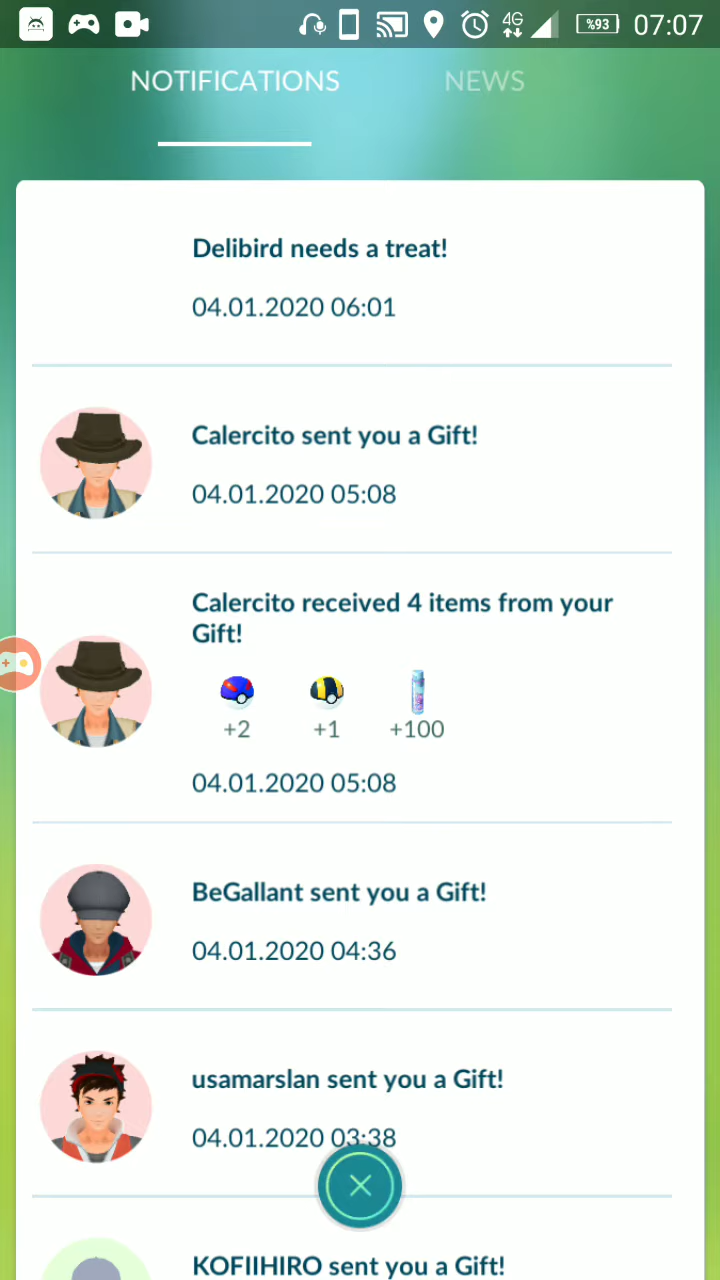 4G %93 07:07
NOTIFICATIONS NEWS
Delibird needs a treat!
04.01.2020 06:01
Calercito sent you a Gift!
04.01.2020 05:08
Calercito received 4 items from your
Gift!
+2 +1 +100
04.01.2020 05:08
BeGallant sent you a Gift!
04.01.2020 04:36
usamarslan sent you a Gift!
04.01.2020 03:38
KOFIIHIRO sent you a Gift!